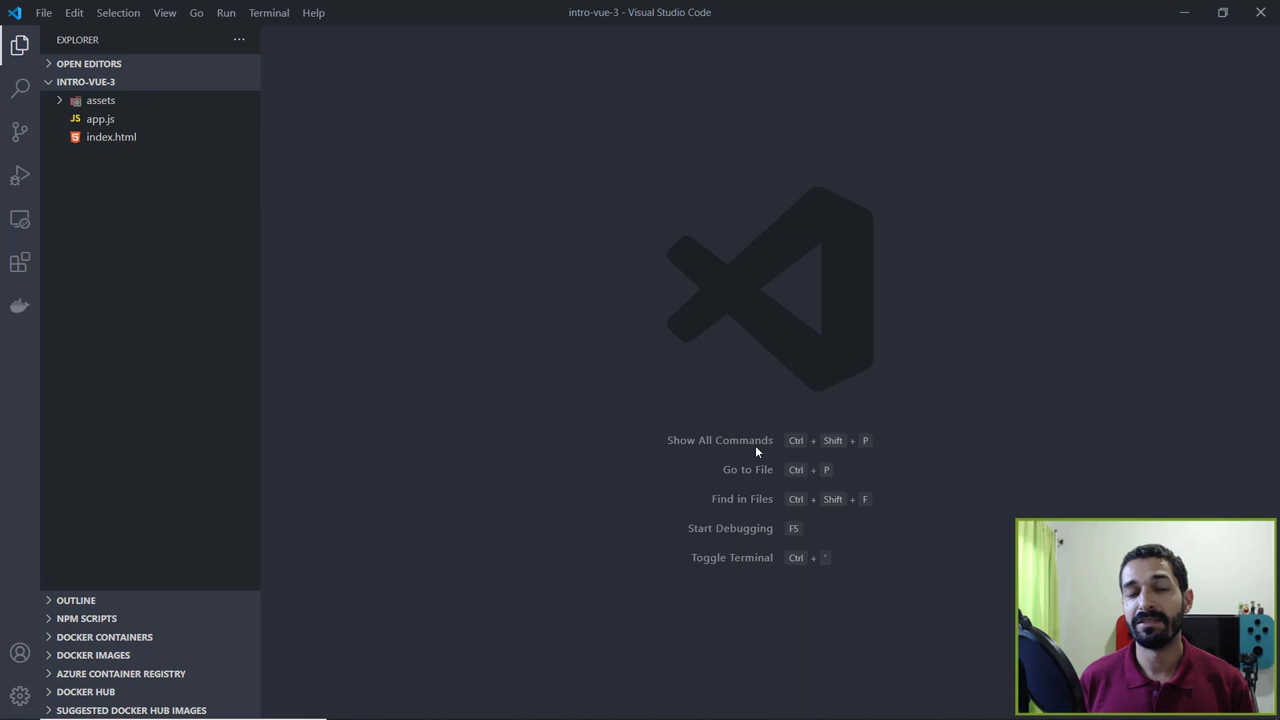 File Edit Selection View Go Run Terminal Help
intro-vue-3 - Visual Studio Code
EXPLORER
OPEN EDITORS
INTRO-VUE-3
assets
JS app.js
index.html
Show All Commands Ctrl + Shift + P
Go to File Ctrl + P
Find in Files Ctrl + Shift + F
Start Debugging F5
Toggle Terminal Ctrl + '
OUTLINE
NPM SCRIPTS
DOCKER CONTAINERS
DOCKER IMAGES
AZURE CONTAINER REGISTRY
DOCKER HUB
SUGGESTED DOCKER HUB IMAGES